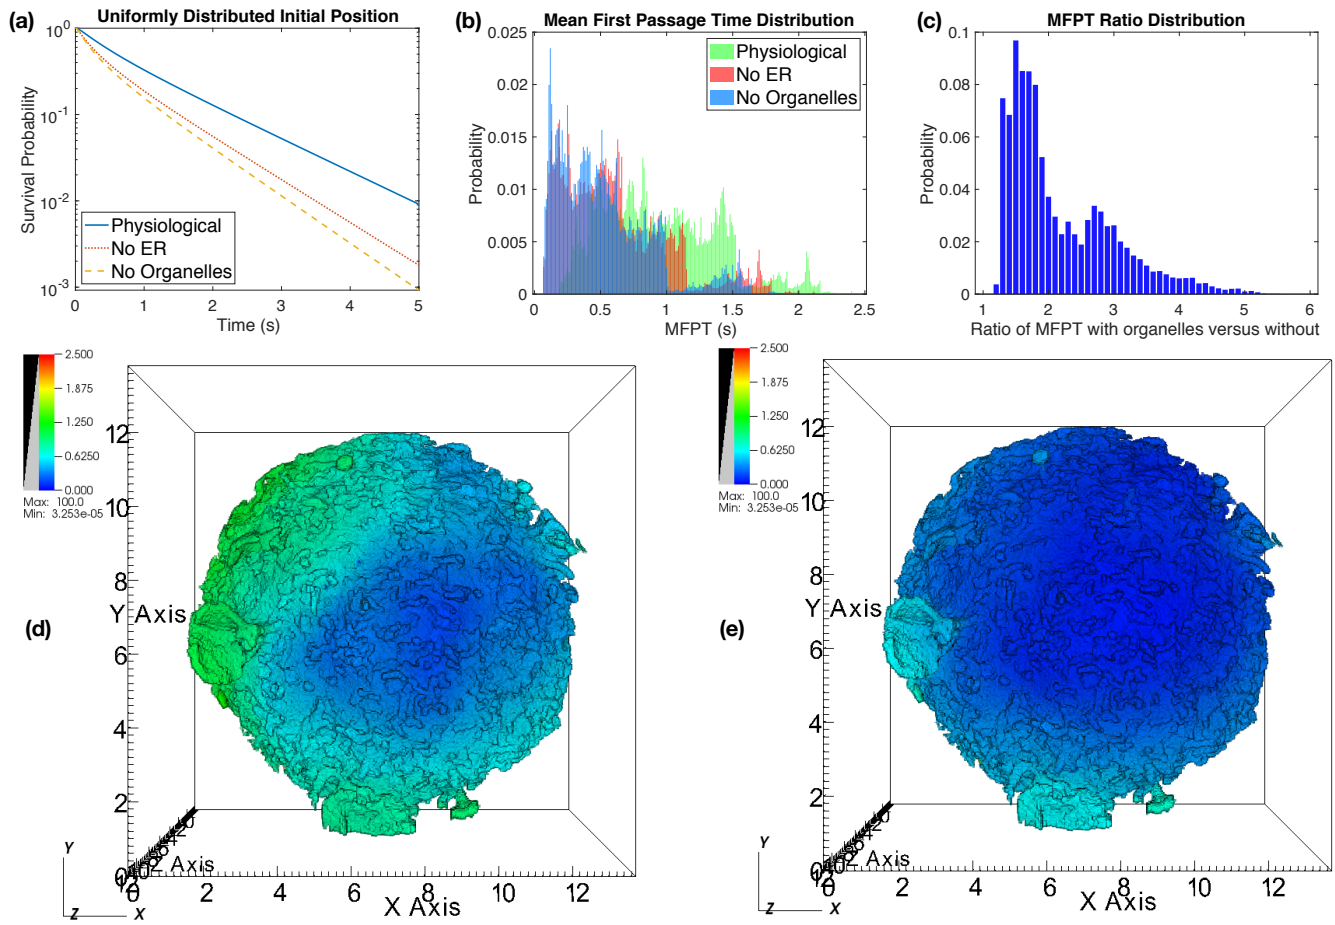 (a)
Uniformly Distributed Initial Position
10^0
10^-1
10^-2
10^-3
Survival Probability
Physiological
No ER
No Organelles
0 1 2 3 4 5
Time (s)
(b)
Mean First Passage Time Distribution
0.025
0.02
0.015
0.01
0.005
0
Probability
Physiological
No ER
No Organelles
0 0.5 1 1.5 2 2.5
MFPT (s)
(c)
MFPT Ratio Distribution
0.1
0.08
0.06
0.04
0.02
0
Probability
1 2 3 4 5 6
Ratio of MFPT with organelles versus without
(d)
2.500
1.875
1.250
0.6250
0.000
Max: 100.0
Min: 3.253e-05
12
10
8
Y Axis
6
4
2
0
Z Axis
2 4 6 8 10 12
X Axis
Y
Z X
(e)
2.500
1.875
1.250
0.6250
0.000
Max: 100.0
Min: 3.253e-05
12
10
8
Y Axis
6
4
2
0
Z Axis
2 4 6 8 10 12
X Axis
Y
Z X